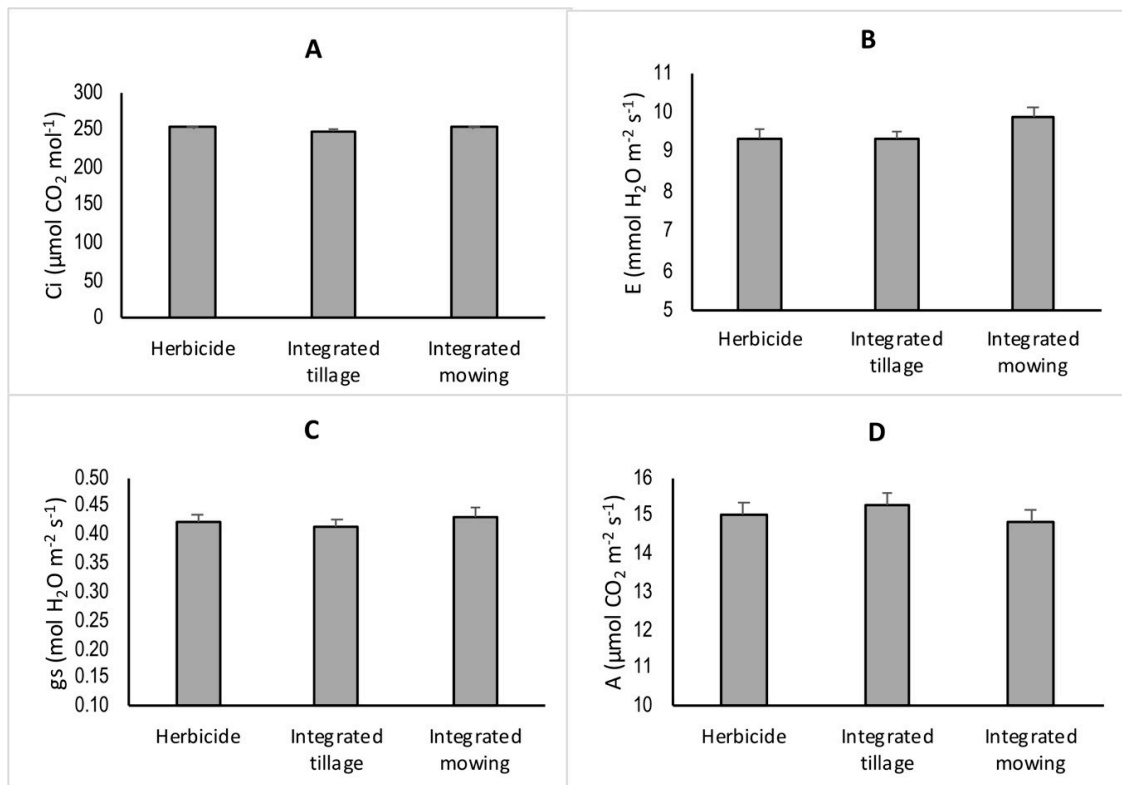 A
Ci (µmol CO₂ mol⁻¹)
300
250
200
150
100
50
0
Herbicide
Integrated tillage
Integrated mowing
B
E (mmol H₂O m⁻² s⁻¹)
11
10
9
8
7
6
5
Herbicide
Integrated tillage
Integrated mowing
C
gs (mol H₂O m⁻² s⁻¹)
0.50
0.45
0.40
0.35
0.30
0.25
0.20
0.15
0.10
Herbicide
Integrated tillage
Integrated mowing
D
A (µmol CO₂ m⁻² s⁻¹)
16
15
14
13
12
11
10
Herbicide
Integrated tillage
Integrated mowing